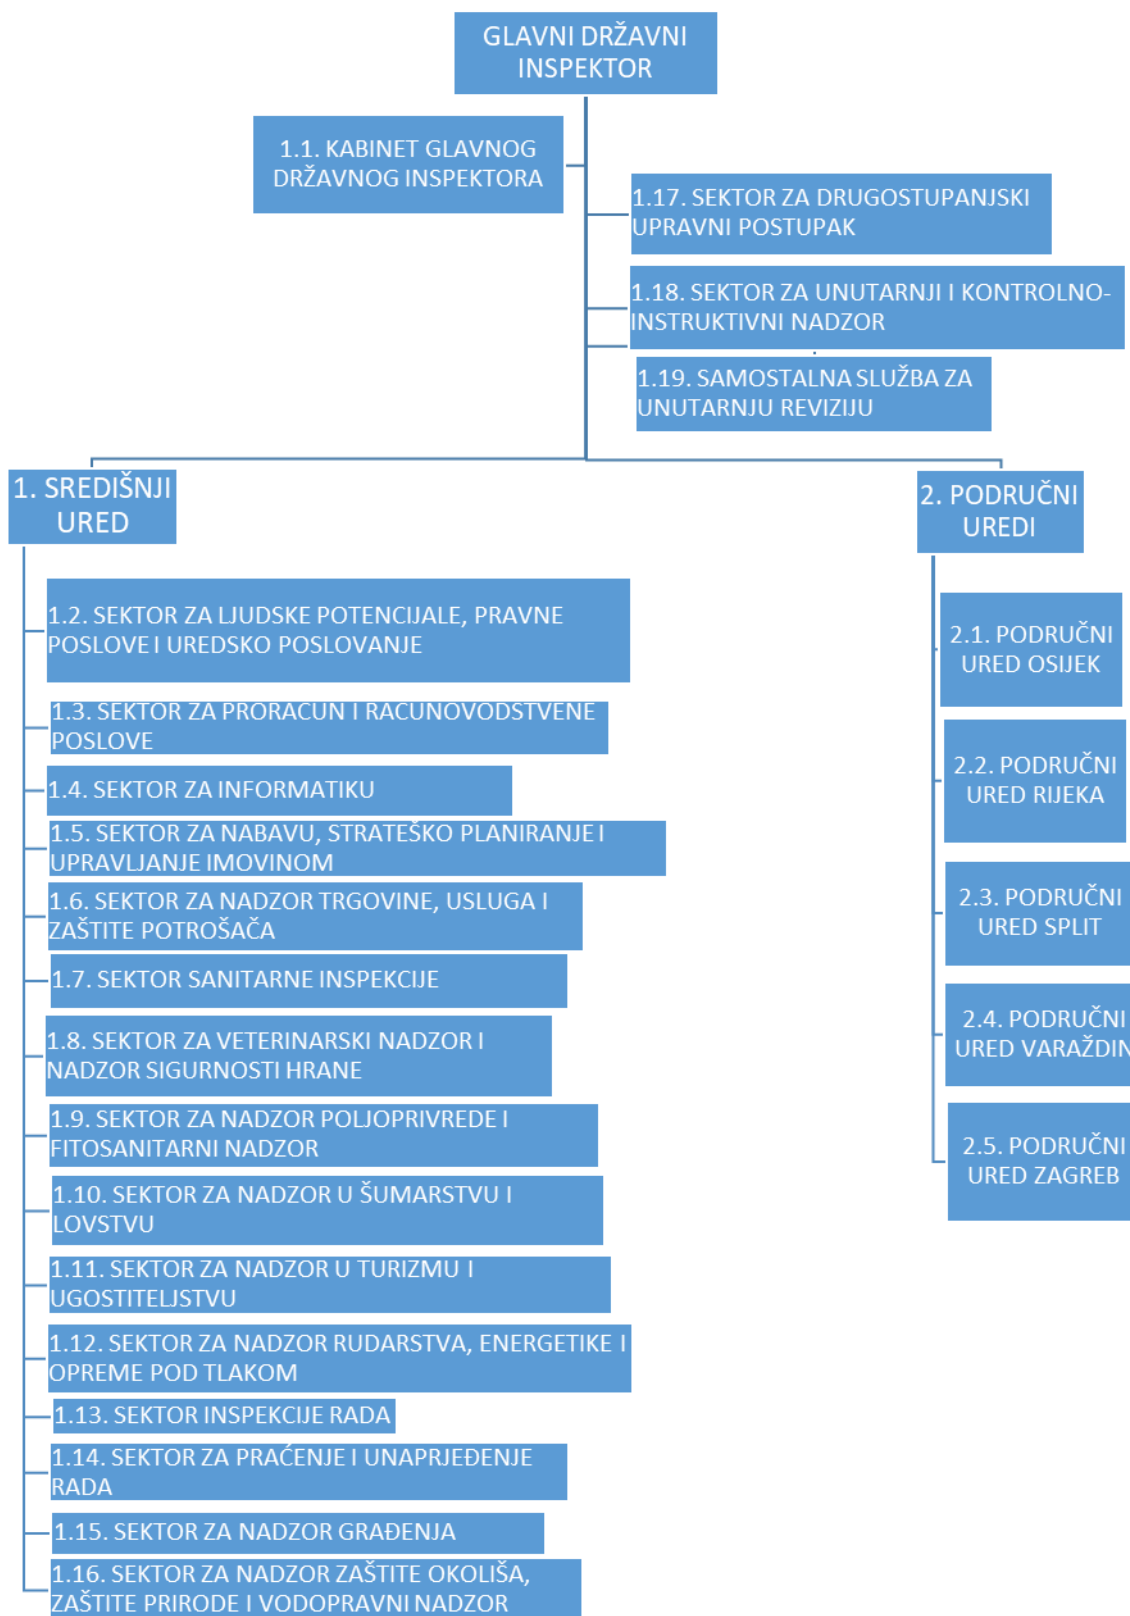 GLAVNI DRŽAVNI
INSPEKTOR
1.1. KABINET GLAVNOG
DRŽAVNOG INSPEKTORA
1.17. SEKTOR ZA DRUGOSTUPANJSKI
UPRAVNI POSTUPAK
1.18. SEKTOR ZA UNUTARNJI I KONTROLNO-
INSTRUKTIVNI NADZOR
1.19. SAMOSTALNA SLUŽBA ZA
UNUTARNJU REVIZIJU
1. SREDIŠNJI
URED
1.2. SEKTOR ZA LJUDSKE POTENCIJALE, PRAVNE
POSLOVE I UREDSKO POSLOVANJE
1.3. SEKTOR ZA PRORACUN I RACUNOVODSTVENE
POSLOVE
1.4. SEKTOR ZA INFORMATIKU
1.5. SEKTOR ZA NABAVU, STRATEŠKO PLANIRANJE I
UPRAVLJANJE IMOVINOM
1.6. SEKTOR ZA NADZOR TRGOVINE, USLUGA I
ZAŠTITE POTROŠAČA
1.7. SEKTOR SANITARNE INSPEKCIJE
1.8. SEKTOR ZA VETERINARSKI NADZOR I
NADZOR SIGURNOSTI HRANE
1.9. SEKTOR ZA NADZOR POLJOPRIVREDE I
FITOSANITARNI NADZOR
1.10. SEKTOR ZA NADZOR U ŠUMARSTVU I
LOVSTVU
1.11. SEKTOR ZA NADZOR U TURIZMU I
UGOSTITELJSTVU
1.12. SEKTOR ZA NADZOR RUDARSTVA, ENERGETIKE I
OPREME POD TLAKOM
1.13. SEKTOR INSPEKCIJE RADA
1.14. SEKTOR ZA PRAĆENJE I UNAPRJEĐENJE
RADA
1.15. SEKTOR ZA NADZOR GRAĐENJA
1.16. SEKTOR ZA NADZOR ZAŠTITE OKOLIŠA,
ZAŠTITE PRIRODE I VODOPRAVNI NADZOR
2. PODRUČNI
UREDI
2.1. PODRUČNI
URED OSIJEK
2.2. PODRUČNI
URED RIJEKA
2.3. PODRUČNI
URED SPLIT
2.4. PODRUČNI
URED VARAŽDIN
2.5. PODRUČNI
URED ZAGREB